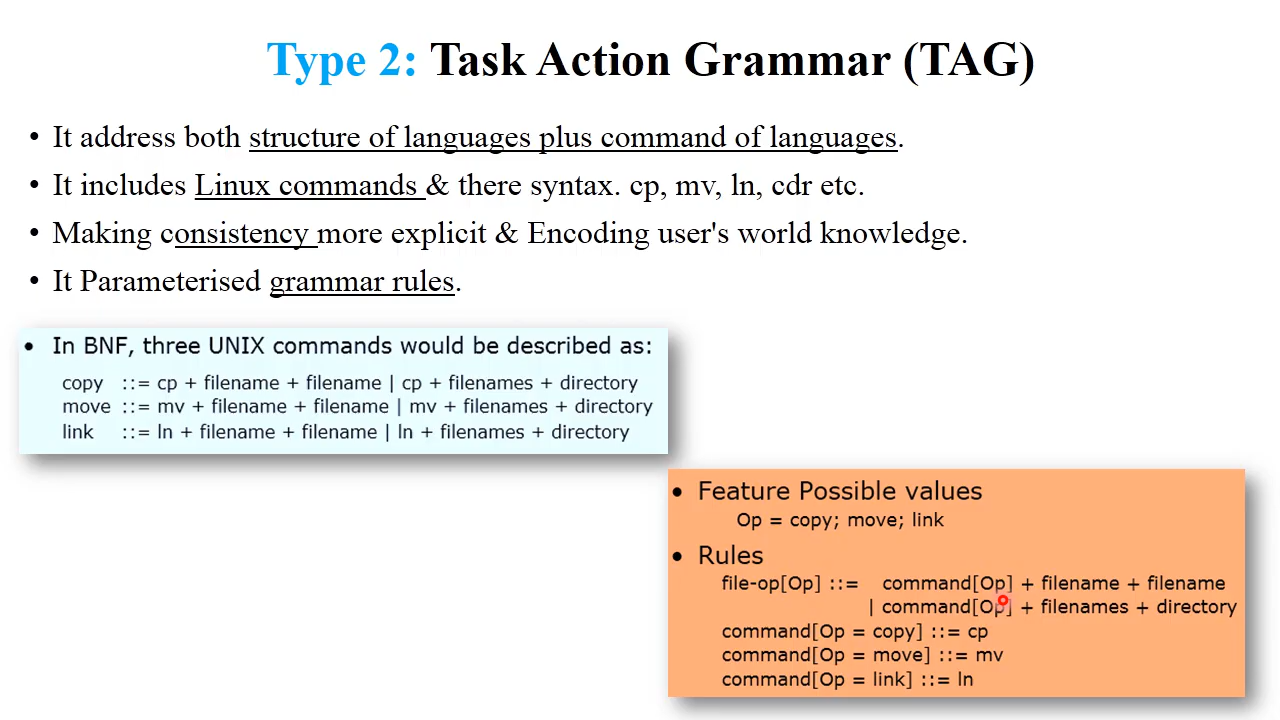 Type 2: Task Action Grammar (TAG)
• It address both structure of languages plus command of languages.
• It includes Linux commands & there syntax. cp, mv, ln, cdr etc.
• Making consistency more explicit & Encoding user's world knowledge.
• It Parameterised grammar rules.
• In BNF, three UNIX commands would be described as:
copy ::= cp + filename + filename | cp + filenames + directory
move ::= mv + filename + filename | mv + filenames + directory
link ::= ln + filename + filename | ln + filenames + directory
• Feature Possible values
Op = copy; move; link
• Rules
file-op[Op] ::= command[Op] + filename + filename
| command[Op] + filenames + directory
command[Op = copy] ::= cp
command[Op = move] ::= mv
command[Op = link] ::= ln